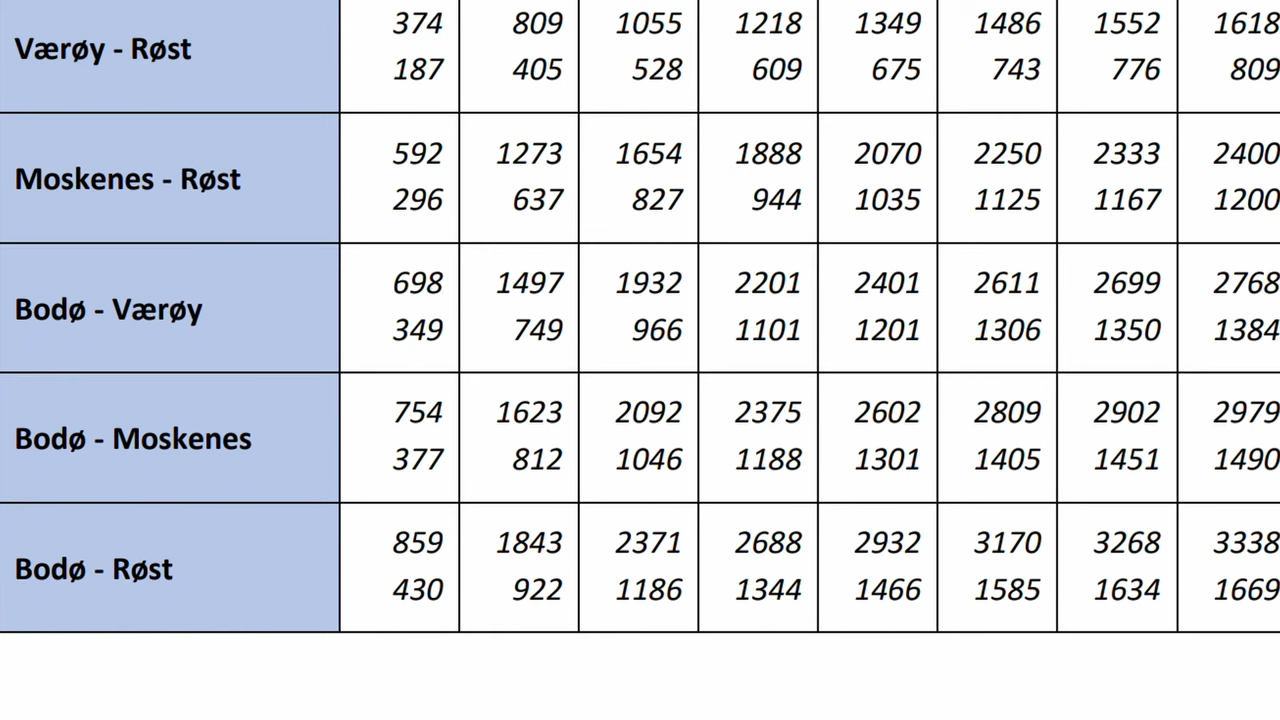 Værøy - Røst
374 809 1055 1218 1349 1486 1552 1618
187 405 528 609 675 743 776 809
Moskenes - Røst
592 1273 1654 1888 2070 2250 2333 2400
296 637 827 944 1035 1125 1167 1200
Bodø - Værøy
698 1497 1932 2201 2401 2611 2699 2768
349 749 966 1101 1201 1306 1350 1384
Bodø - Moskenes
754 1623 2092 2375 2602 2809 2902 2979
377 812 1046 1188 1301 1405 1451 1490
Bodø - Røst
859 1843 2371 2688 2932 3170 3268 3338
430 922 1186 1344 1466 1585 1634 1669